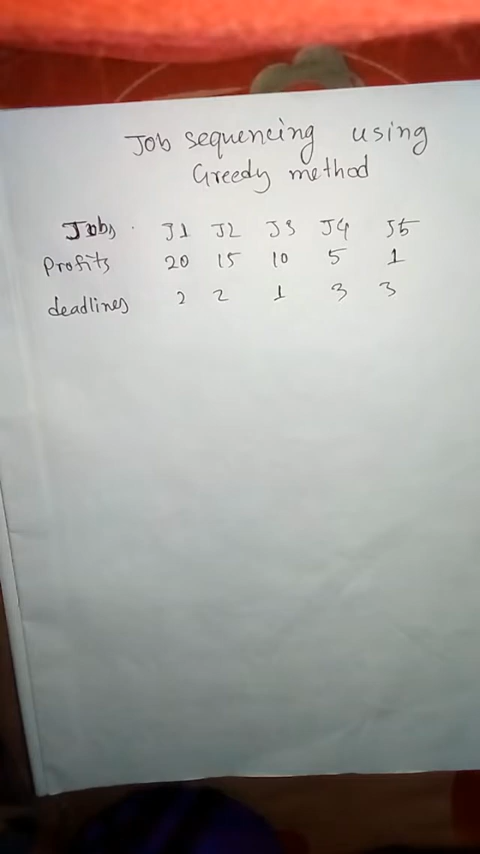 Job sequencing using
Greedy method
Jobs. J1 J2 J3 J4 J5
Profits 20 15 10 5 1
deadlines 2 2 1 3 3